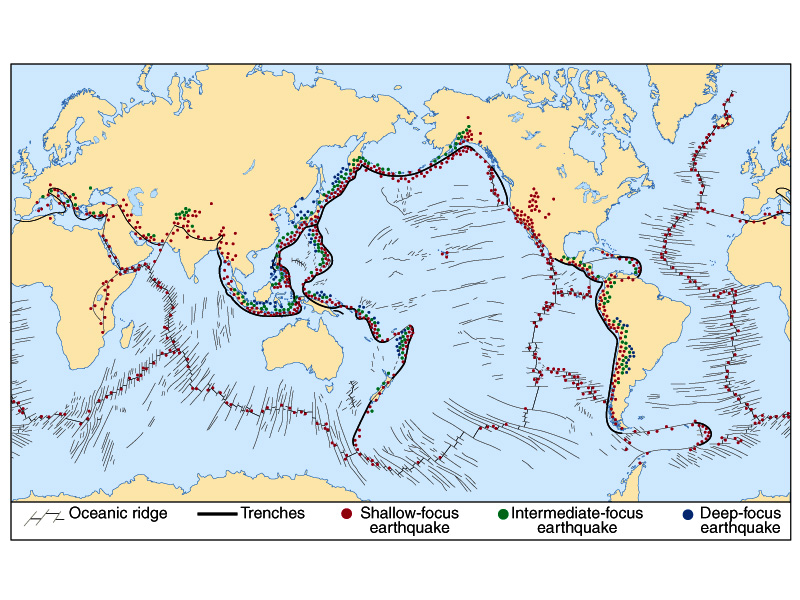 Oceanic ridge
Trenches
Shallow-focus
earthquake
Intermediate-focus
earthquake
Deep-focus
earthquake